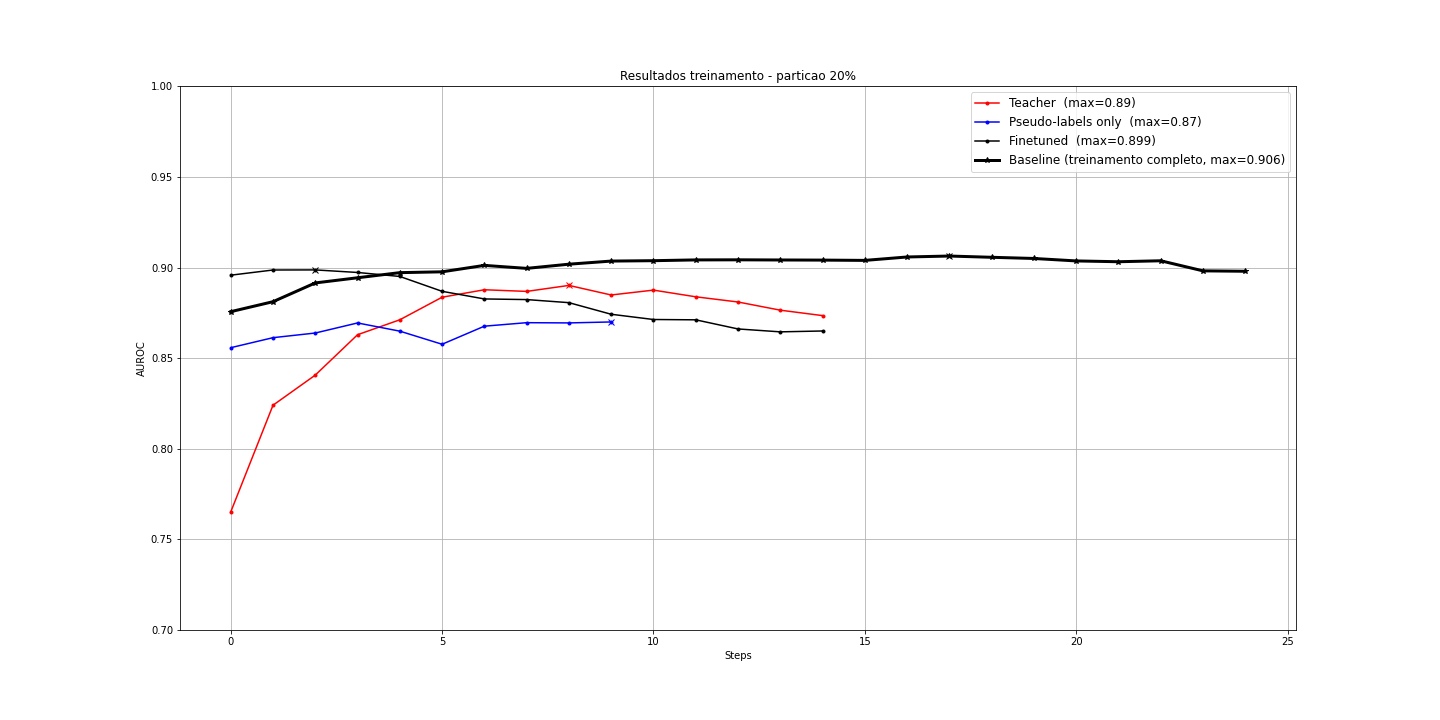 Resultados treinamento - particao 20%
Teacher (max=0.89)
Pseudo-labels only (max=0.87)
Finetuned (max=0.899)
Baseline (treinamento completo, max=0.906)
AUROC
1.00
0.95
0.90
0.85
0.80
0.75
0.70
0 5 10 15 20 25
Steps